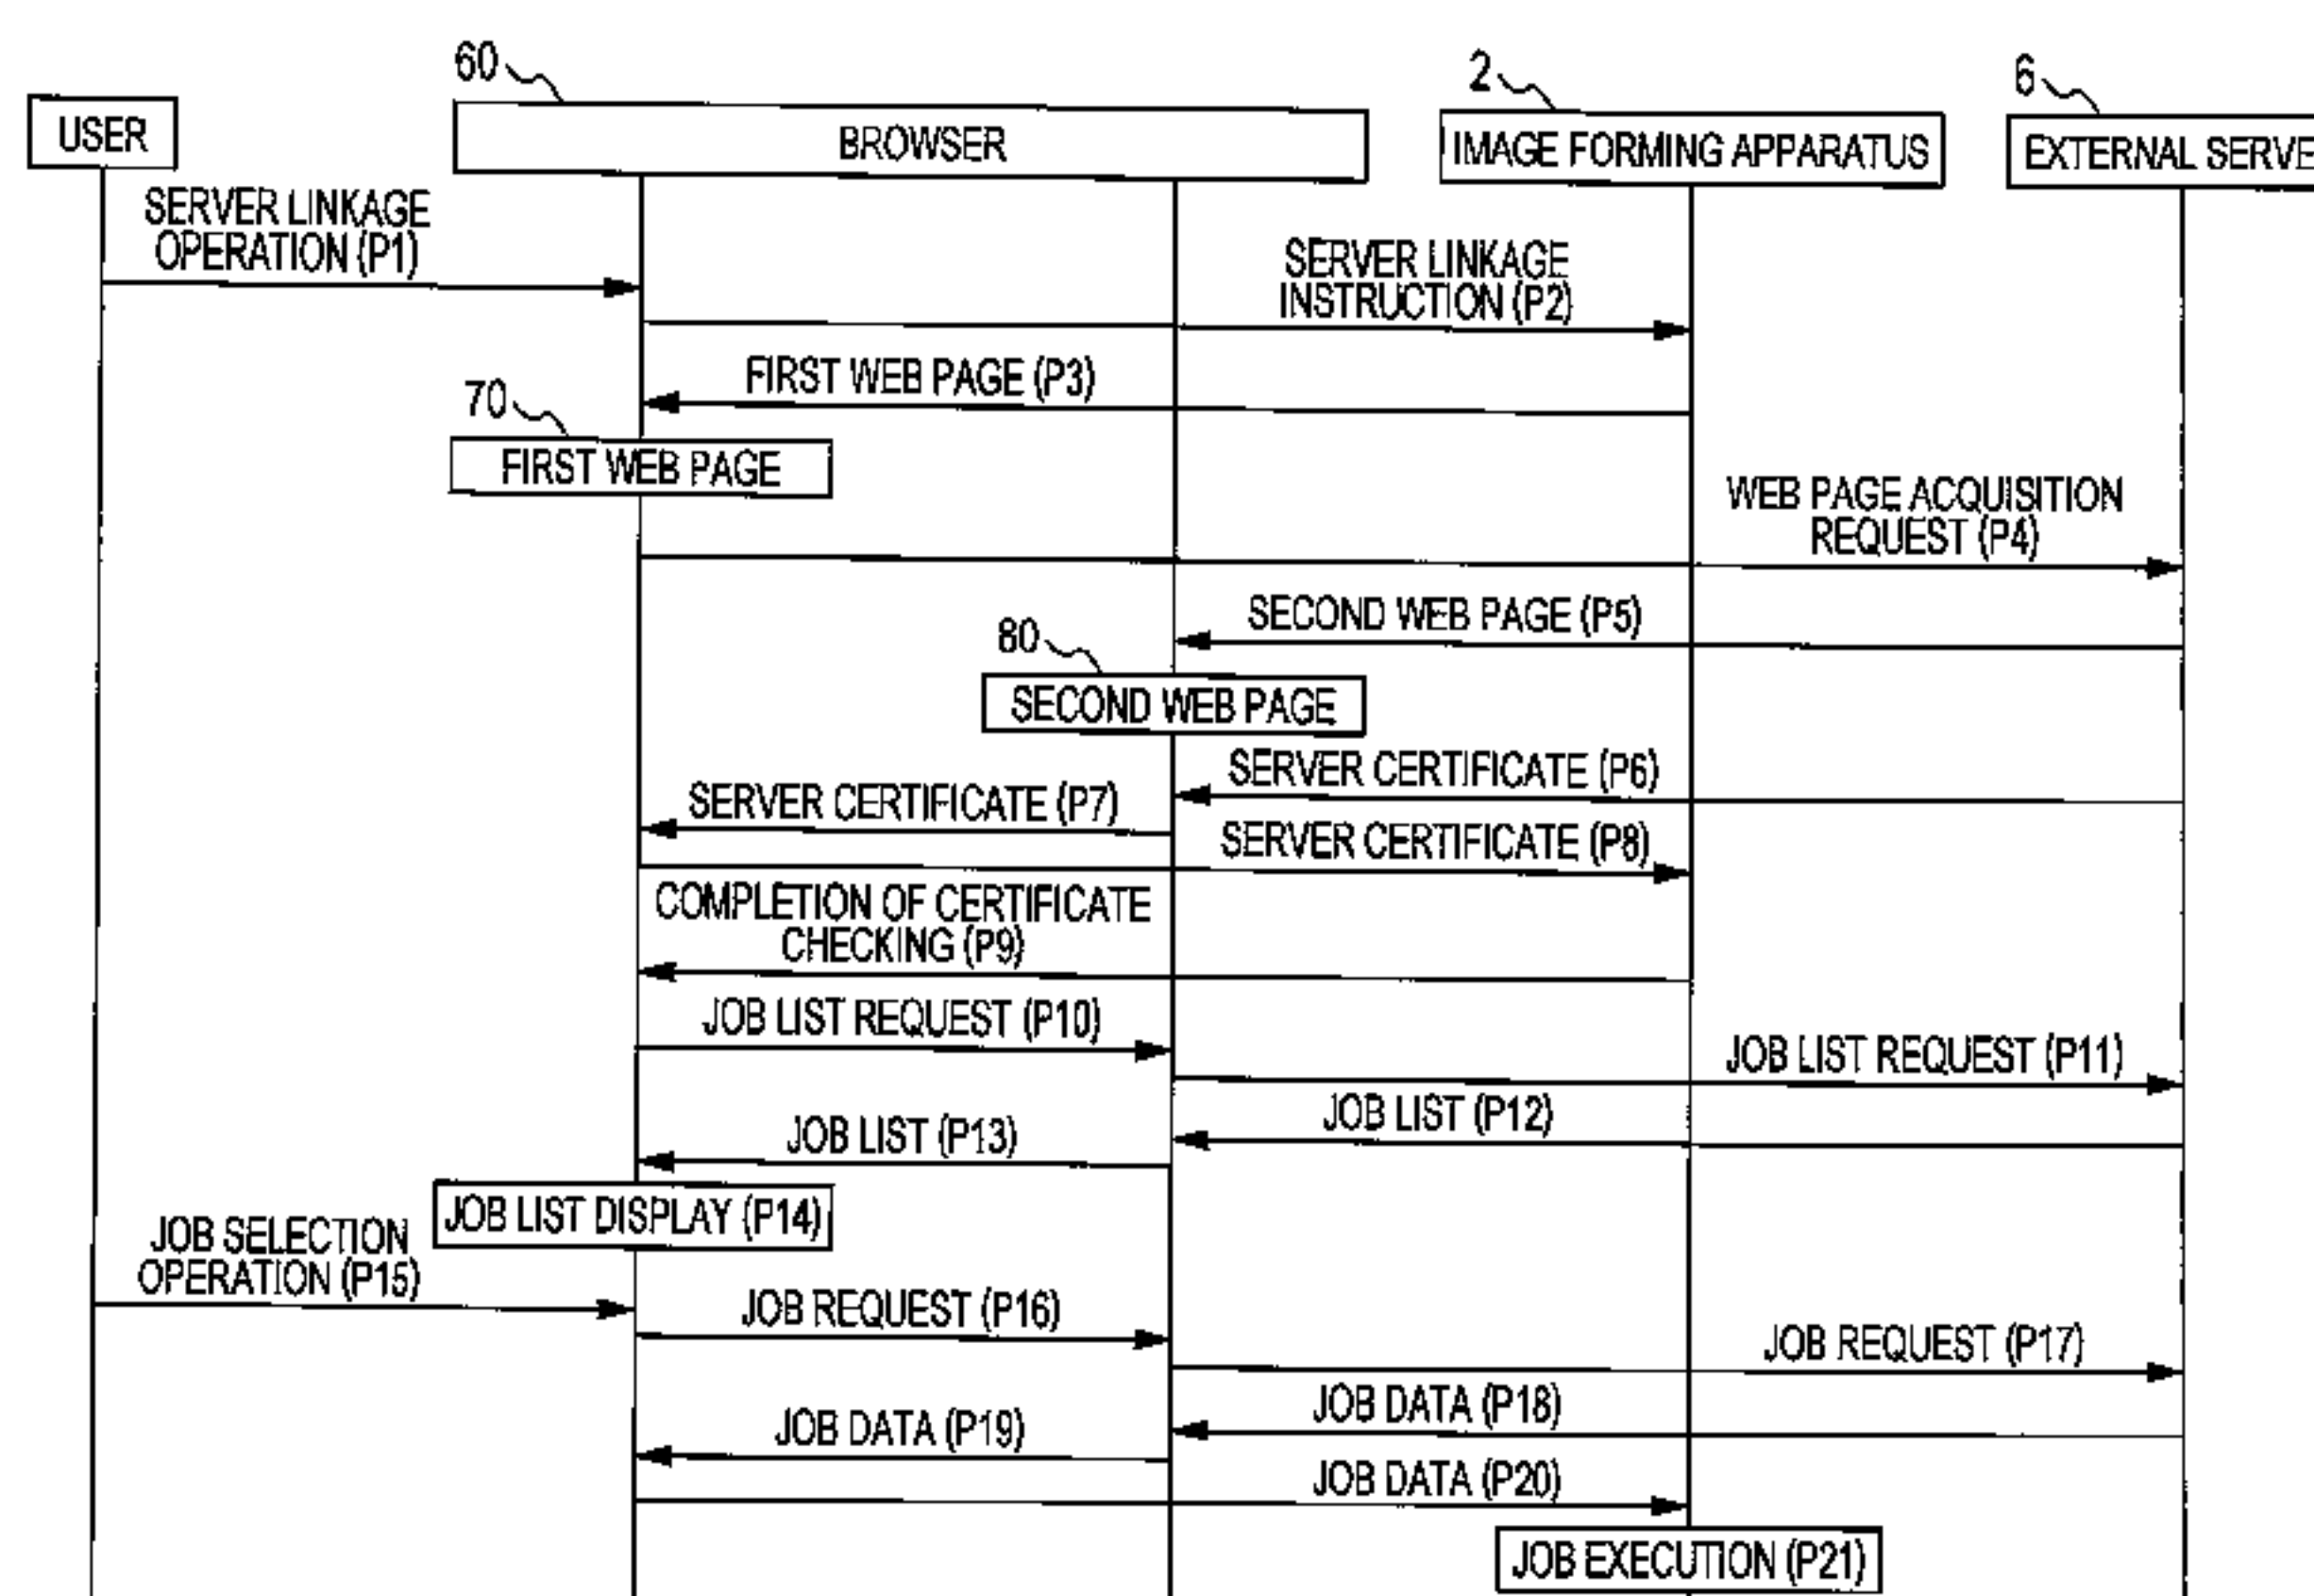 60
2
6
USER
BROWSER
IMAGE FORMING APPARATUS
EXTERNAL SERVE
SERVER LINKAGE
OPERATION (P1)
SERVER LINKAGE
INSTRUCTION (P2)
FIRST WEB PAGE (P3)
70
FIRST WEB PAGE
WEB PAGE ACQUISITION
REQUEST (P4)
SECOND WEB PAGE (P5)
80
SECOND WEB PAGE
SERVER CERTIFICATE (P6)
SERVER CERTIFICATE (P7)
SERVER CERTIFICATE (P8)
COMPLETION OF CERTIFICATE
CHECKING (P9)
JOB LIST REQUEST (P10)
JOB LIST REQUEST (P11)
JOB LIST (P12)
JOB LIST (P13)
JOB LIST DISPLAY (P14)
JOB SELECTION
OPERATION (P15)
JOB REQUEST (P16)
JOB REQUEST (P17)
JOB DATA (P18)
JOB DATA (P19)
JOB DATA (P20)
JOB EXECUTION (P21)